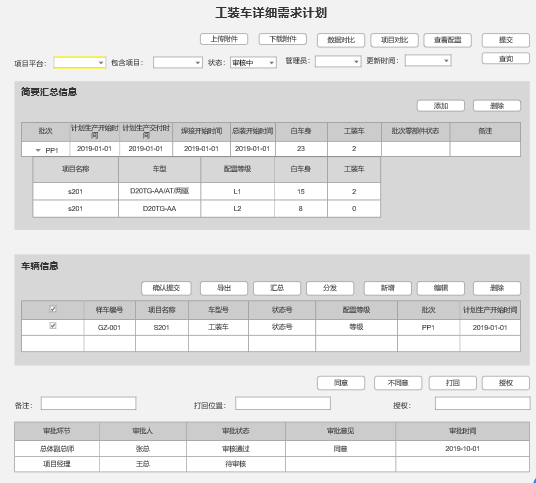 工装车详细需求计划
上传附件 下载附件 数据对比 项目对比 查看配置 提交
项目平台： 包含项目： 状态： 审核中 管理员： 更新时间： 查询
简要汇总信息
添加 删除
批次 计划生产开始时间 计划生产交付时间 焊接开始时间 总装开始时间 白车身 工装车 批次零部件状态 备注
PP1 2019-01-01 2019-01-01 2019-01-01 2019-01-01 23 2
项目名称 车型 配置等级 白车身 工装车
s201 D20TG-AA/AT/两驱 L1 15 2
s201 D20TG-AA L2 8 0
车辆信息
确认提交 导出 汇总 分发 新增 编辑 删除
样车编号 项目名称 车型号 状态号 配置等级 批次 计划生产开始时间
GZ-001 S201 工装车 状态号 等级 PP1 2019-01-01
同意 不同意 打回 授权
备注： 打回位置： 授权：
审批环节 审批人 审批状态 审批意见 审批时间
总体副总师 张总 审核通过 同意 2019-10-01
项目经理 王总 待审核